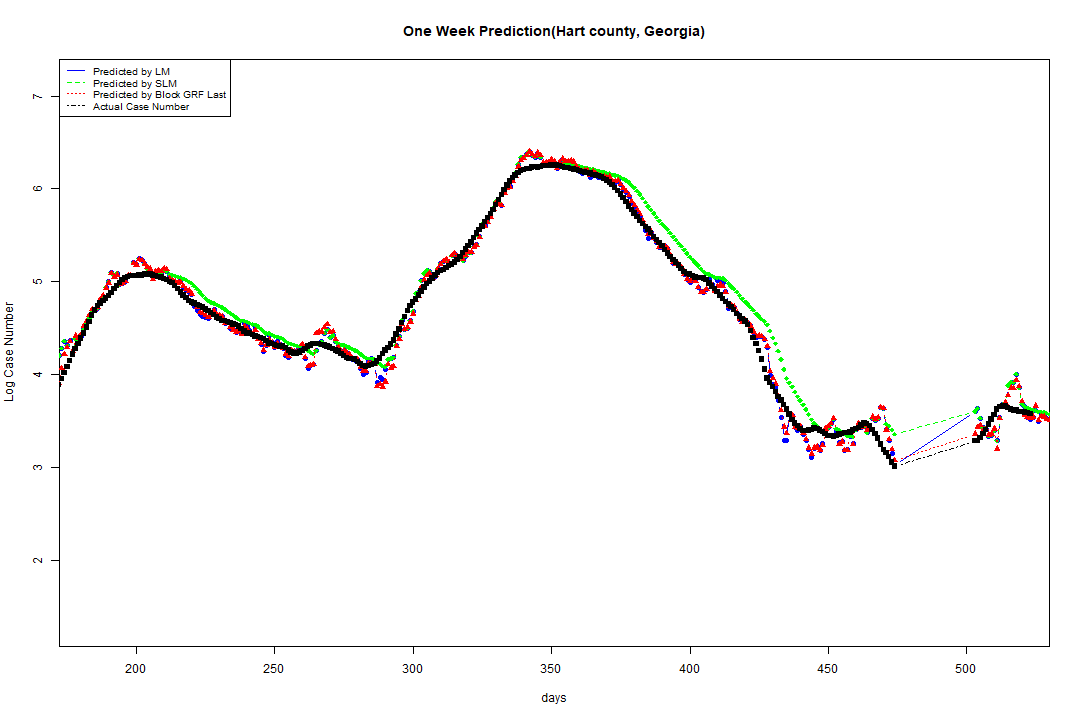 One Week Prediction(Hart county, Georgia)
Predicted by LM
Predicted by SLM
Predicted by Block GRF Last
Actual Case Number
7
6
5
4
3
2
Log Case Number
200 250 300 350 400 450 500
days